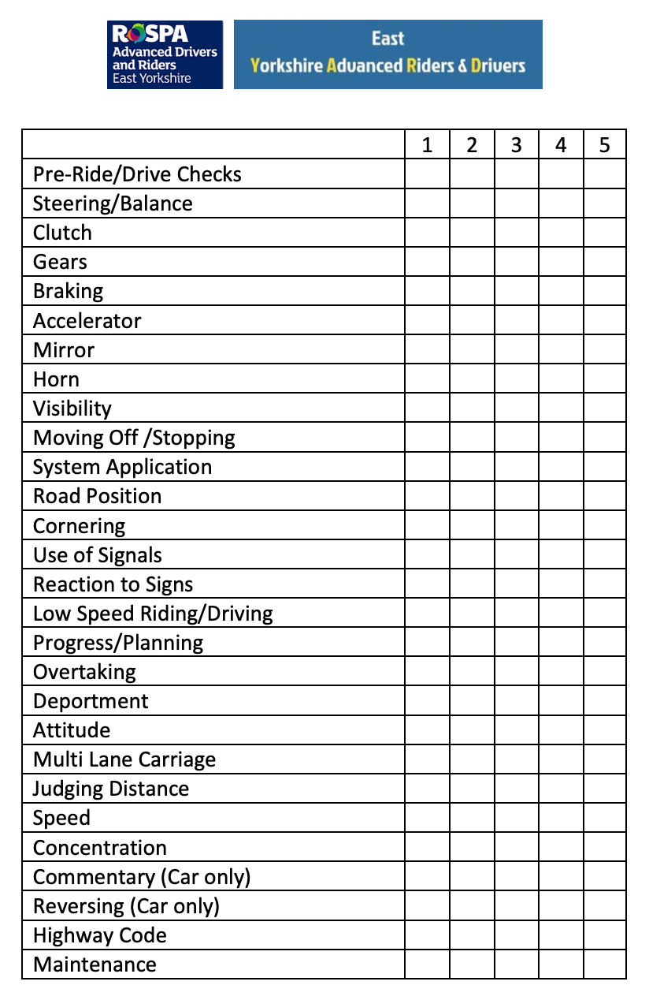 ROSPA
Advanced Drivers
and Riders
East Yorkshire
East
Yorkshire Advanced Riders & Drivers
1 2 3 4 5
Pre-Ride/Drive Checks
Steering/Balance
Clutch
Gears
Braking
Accelerator
Mirror
Horn
Visibility
Moving Off /Stopping
System Application
Road Position
Cornering
Use of Signals
Reaction to Signs
Low Speed Riding/Driving
Progress/Planning
Overtaking
Deportment
Attitude
Multi Lane Carriage
Judging Distance
Speed
Concentration
Commentary (Car only)
Reversing (Car only)
Highway Code
Maintenance